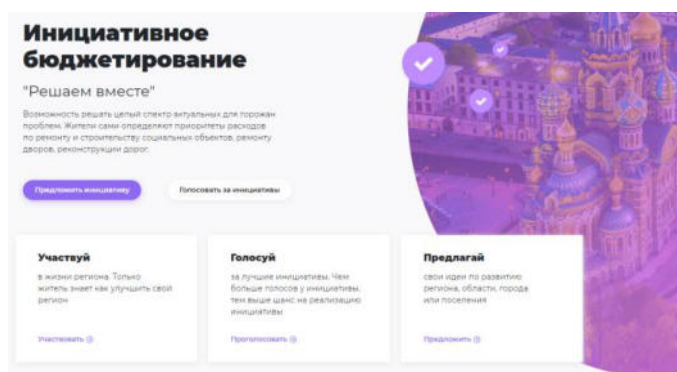 Инициативное
бюджетирование
"Решаем вместе"
Возможность решать целый спектр актуальных для горожан
проблем. Жители сами определяют приоритеты расходов
по ремонту и строительству социальных объектов, ремонту
дворов, реконструкции дорог.
Предложить инициативу
Голосовать за инициативы
Участвуй
в жизни региона. Только
житель знает как улучшить свой
регион
Участвовать
Голосуй
за лучшие инициативы. Чем
больше голосов у инициативы,
тем выше шанс на реализацию
инициативы
Проголосовать
Предлагай
свои идеи по развитию
региона, области, города
или поселения
Предложить